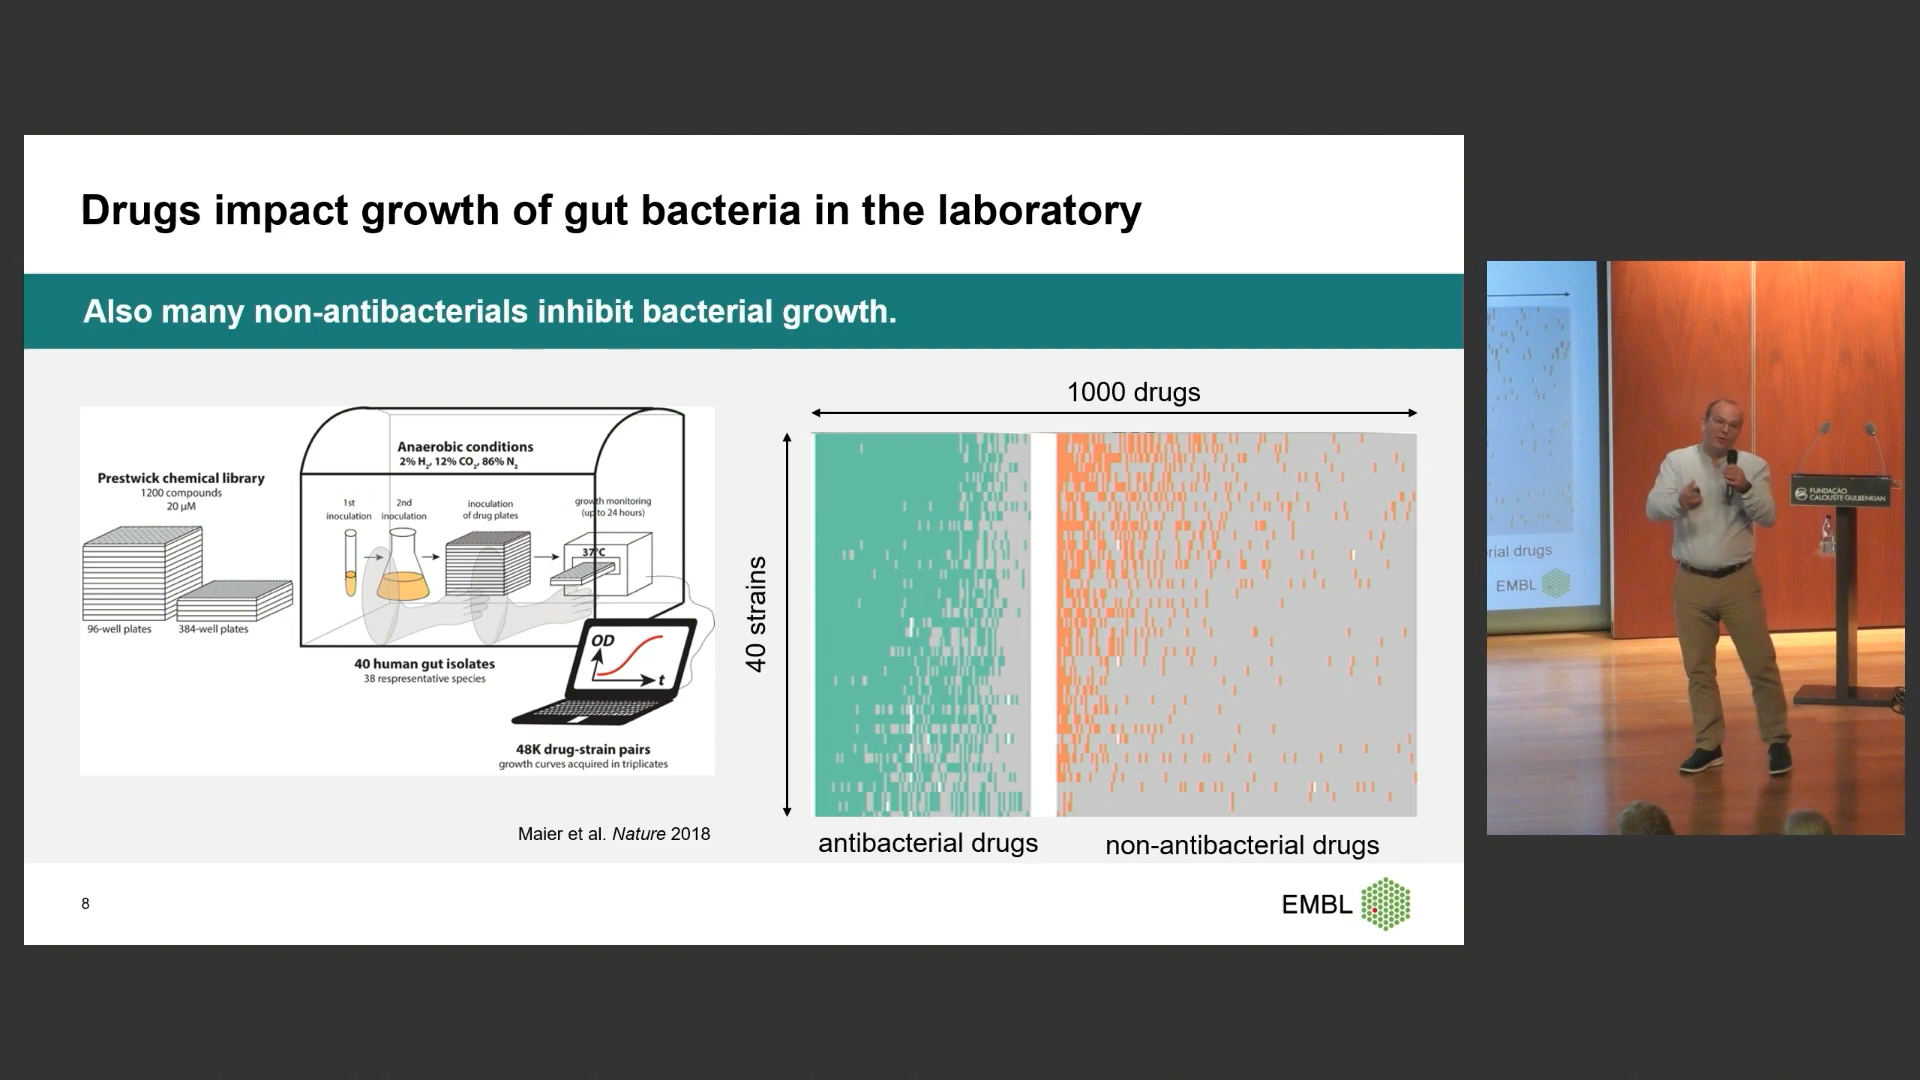 Drugs impact growth of gut bacteria in the laboratory
Also many non-antibacterials inhibit bacterial growth.
Prestwick chemical library
1200 compounds
20 µM
96-well plates
384-well plates
Anaerobic conditions
2% H2, 12% CO2, 86% N2
1st
inoculation
2nd
inoculation
inoculation
of drug plates
growth monitoring
(up to 24 hours)
37°C
40 human gut isolates
38 respresentative species
OD
t
48K drug-strain pairs
growth curves acquired in triplicates
Maier et al. Nature 2018
1000 drugs
40 strains
antibacterial drugs
non-antibacterial drugs
8
EMBL
rial drugs
EMBL
FUNDAÇÃO
CALOUSTE GULBENKIAN